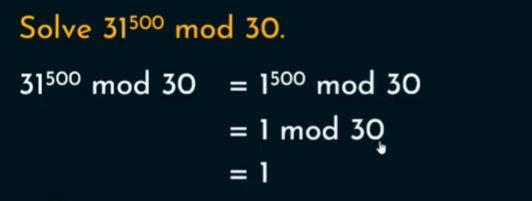 Solve 31⁵⁰⁰ mod 30.
31⁵⁰⁰ mod 30 = 1⁵⁰⁰ mod 30
= 1 mod 30
= 1